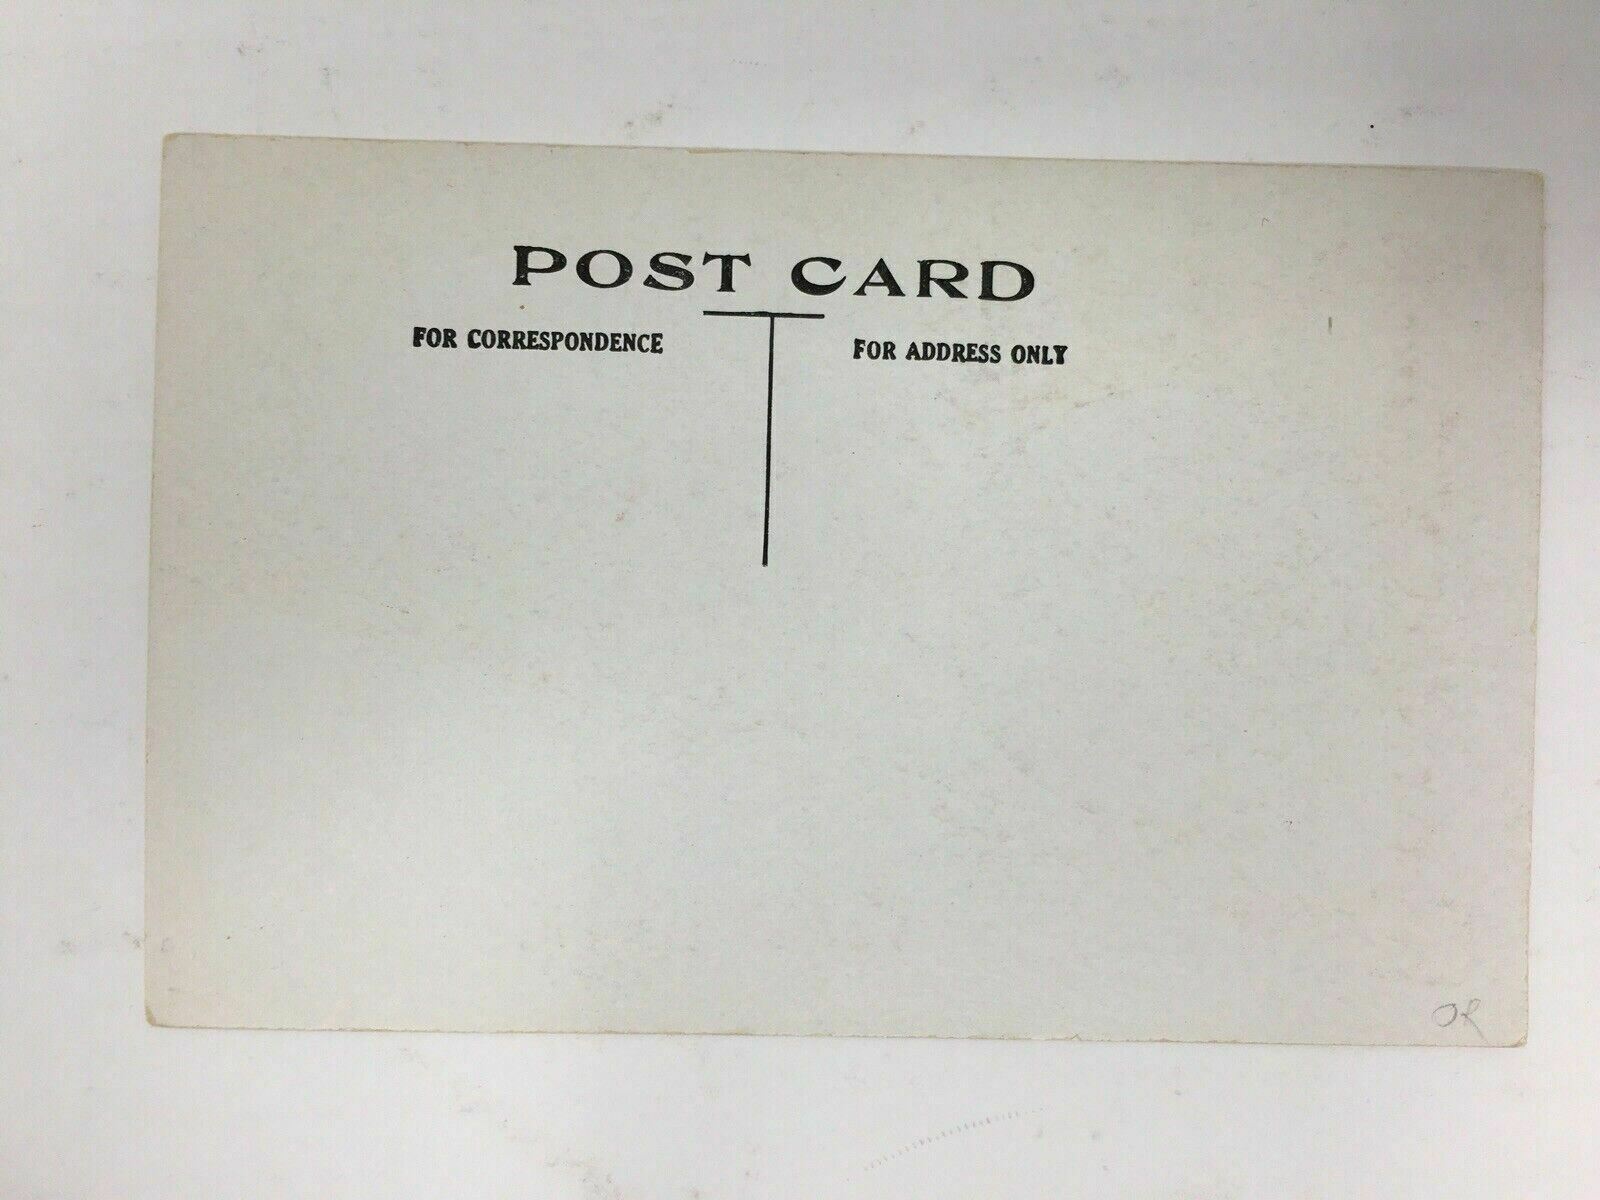 POST CARD
FOR CORRESPONDENCE
FOR ADDRESS ONLY
OR